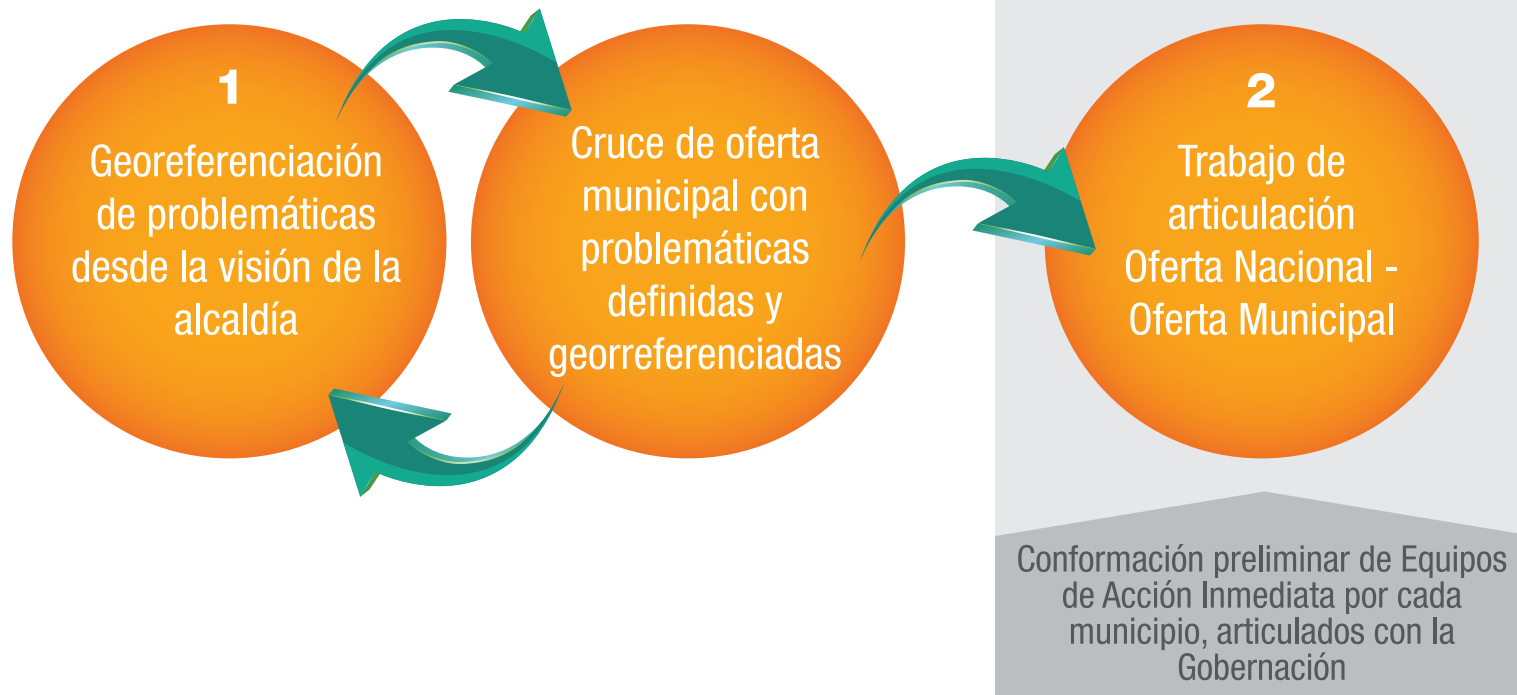 1
Georeferenciación
de problemáticas
desde la visión de la
alcaldía
Cruce de oferta
municipal con
problemáticas
definidas y
georreferenciadas
2
Trabajo de
articulación
Oferta Nacional -
Oferta Municipal
Conformación preliminar de Equipos
de Acción Inmediata por cada
municipio, articulados con la
Gobernación